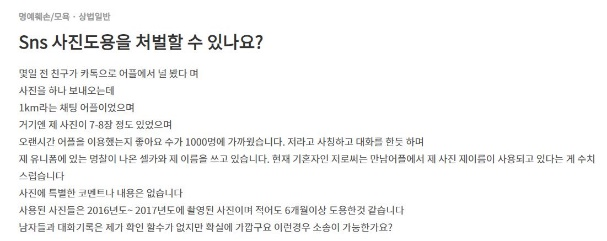 명예훼손/모욕 · 상법일반
Sns 사진도용을 처벌할 수 있나요?
몇일 전 친구가 카톡으로 어플에서 널 봤다 며
사진을 하나 보내오는데
1km라는 채팅 어플이었으며
거기엔 제 사진이 7-8장 정도 있었으며
오랜시간 어플을 이용했는지 좋아요 수가 1000명에 가까웠습니다. 저라고 사칭하고 대화를 한듯 하며
제 유니폼에 있는 명찰이 나온 셀카와 제 이름을 쓰고 있습니다. 현재 기혼자인 지로써는 만남어플에서 제 사진 제이름이 사용되고 있다는 게 수치
스럽습니다
사진에 특별한 코멘트나 내용은 없습니다
사용된 사진들은 2016년도~ 2017년도에 촬영된 사진이며 적어도 6개월이상 도용한것 같습니다
남자들과 대화기록은 제가 확인 할수가 없지만 확실에 가깝구요 이런경우 소송이 가능한가요?